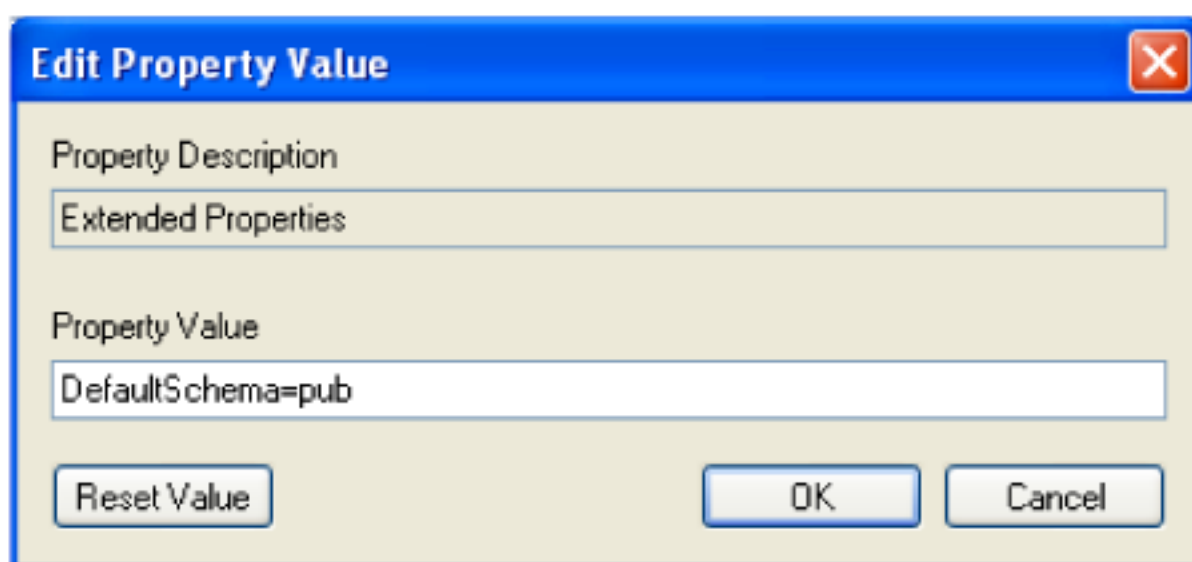 Edit Property Value
Property Description
Extended Properties
Property Value
DefaultSchema=pub
Reset Value OK Cancel